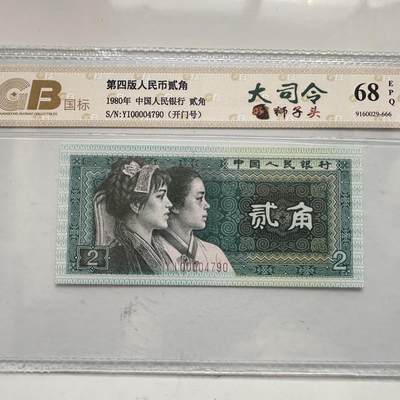 GB国标
第四版人民币贰角
1980年 中国人民银行 贰角
S/N:YI00004790（开门号）
大司令
狮子头
68 EPQ
9160029-666
中国人民银行
贰角
YI00004790
2
2